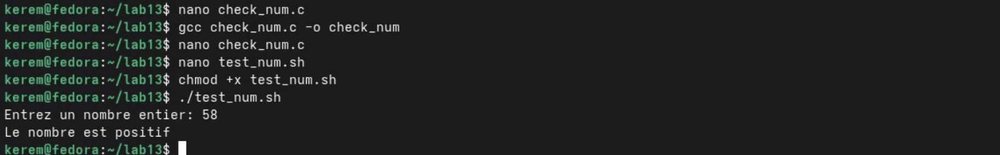 kerem@fedora:~/lab13$ nano check_num.c
kerem@fedora:~/lab13$ gcc check_num.c -o check_num
kerem@fedora:~/lab13$ nano check_num.c
kerem@fedora:~/lab13$ nano test_num.sh
kerem@fedora:~/lab13$ chmod +x test_num.sh
kerem@fedora:~/lab13$ ./test_num.sh
Entrez un nombre entier: 58
Le nombre est positif
kerem@fedora:~/lab13$